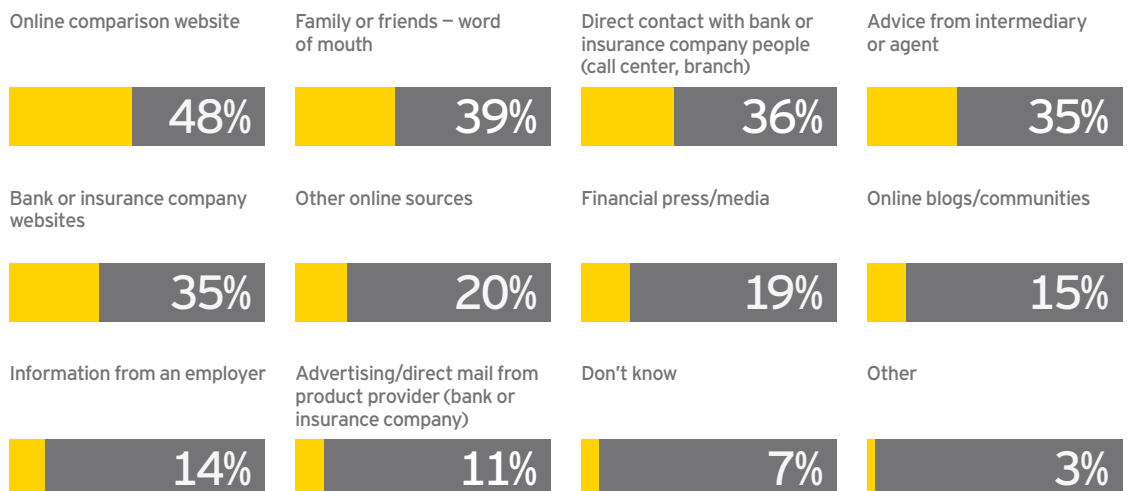 Online comparison website
Family or friends – word
of mouth
Direct contact with bank or
insurance company people
(call center, branch)
Advice from intermediary
or agent
48%
39%
36%
35%
Bank or insurance company
websites
Other online sources
Financial press/media
Online blogs/communities
35%
20%
19%
15%
Information from an employer
Advertising/direct mail from
product provider (bank or
insurance company)
Don't know
Other
14%
11%
7%
3%